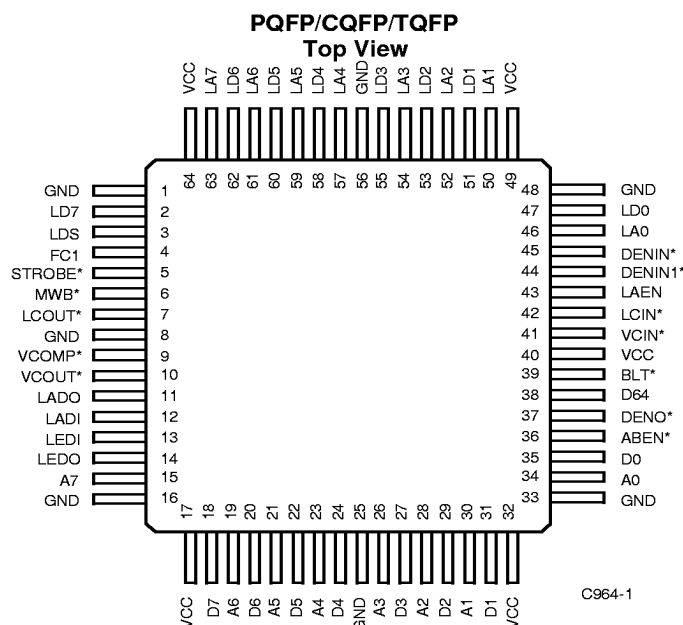 PQFP/CQFP/TQFP
Top View
VCC LA7 LD6 LA6 LD5 LA5 LD4 LA4 GND LD3 LA3 LD2 LA2 LD1 LA1 VCC
64 63 62 61 60 59 58 57 56 55 54 53 52 51 50 49
GND 1 48 GND
LD7 2 47 LD0
LDS 3 46 LA0
FC1 4 45 DENIN*
STROBE* 5 44 DENIN1*
MWB* 6 43 LAEN
LCOUT* 7 42 LCIN*
GND 8 41 VCIN*
VCOMP* 9 40 VCC
VCOUT* 10 39 BLT*
LADO 11 38 D64
LADI 12 37 DENO*
LEDI 13 36 ABEN*
LEDO 14 35 D0
A7 15 34 A0
GND 16 33 GND
17 18 19 20 21 22 23 24 25 26 27 28 29 30 31 32
VCC D7 A6 D6 A5 D5 A4 D4 GND A3 D3 A2 D2 A1 D1 VCC
C964-1